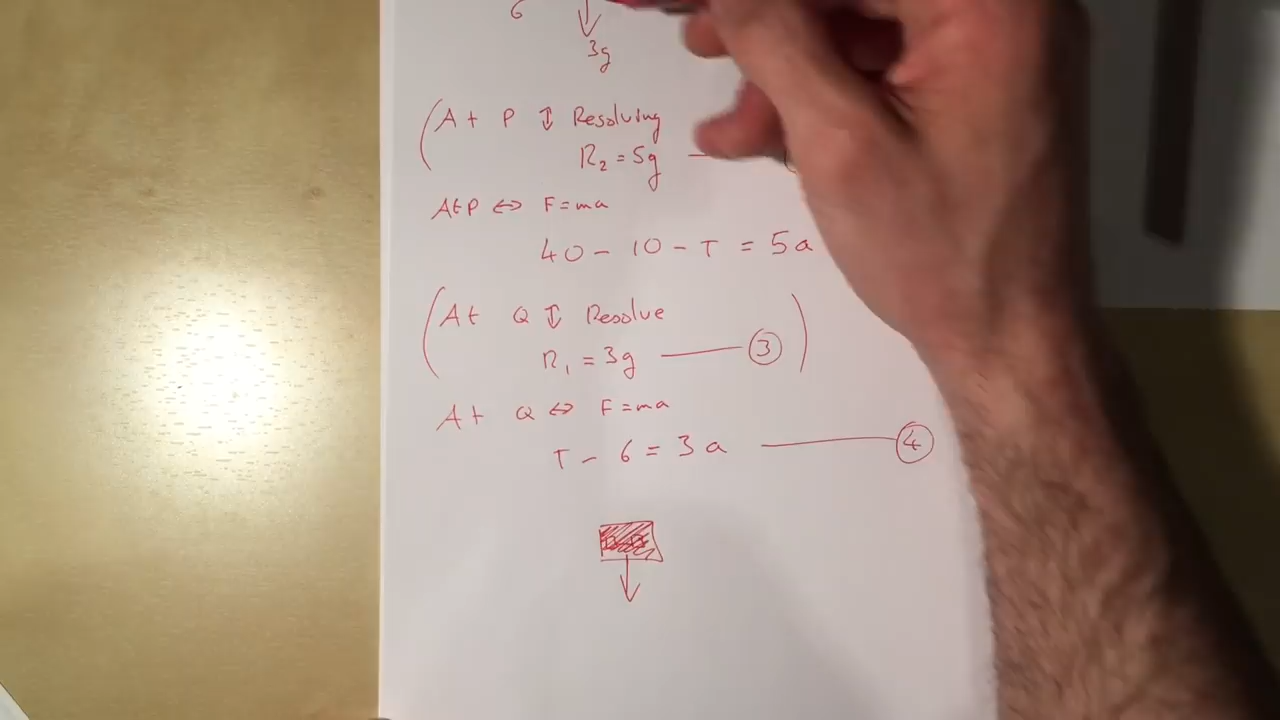 6
3g
(At P ↕ Resolving
R₂ = 5g —
At P ⇔ F=ma
40 - 10 - T = 5a
(At Q ↕ Resolve
R₁ = 3g — ③ )
At Q ⇔ F=ma
T - 6 = 3a — ④